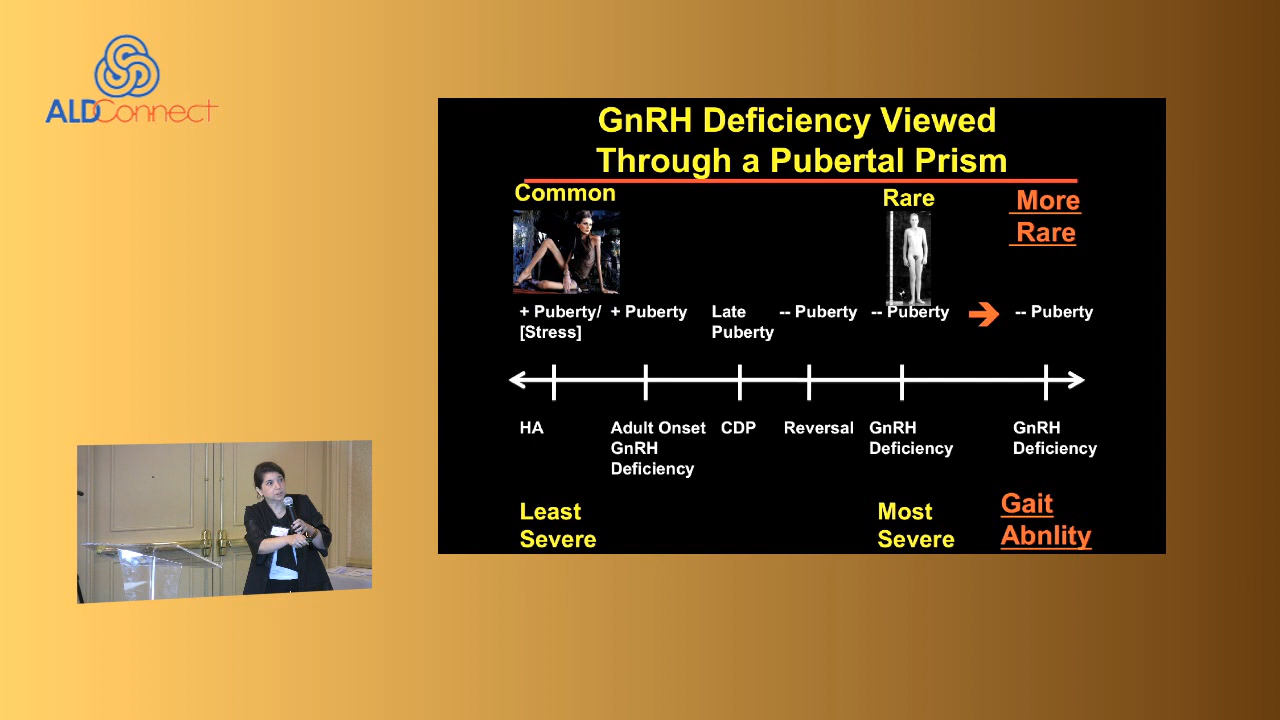 ALDConnect
GnRH Deficiency Viewed
Through a Pubertal Prism
Common
Rare
More
Rare
+ Puberty/
[Stress]
+ Puberty
Late
Puberty
-- Puberty
-- Puberty
-- Puberty
HA
Adult Onset
GnRH
Deficiency
CDP
Reversal
GnRH
Deficiency
GnRH
Deficiency
Least
Severe
Most
Severe
Gait
Abnlity